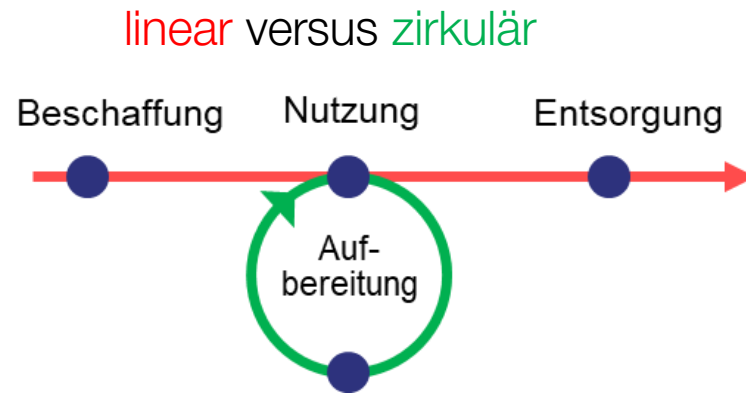 linear versus zirkulär
Beschaffung
Nutzung
Entsorgung
Auf-
bereitung